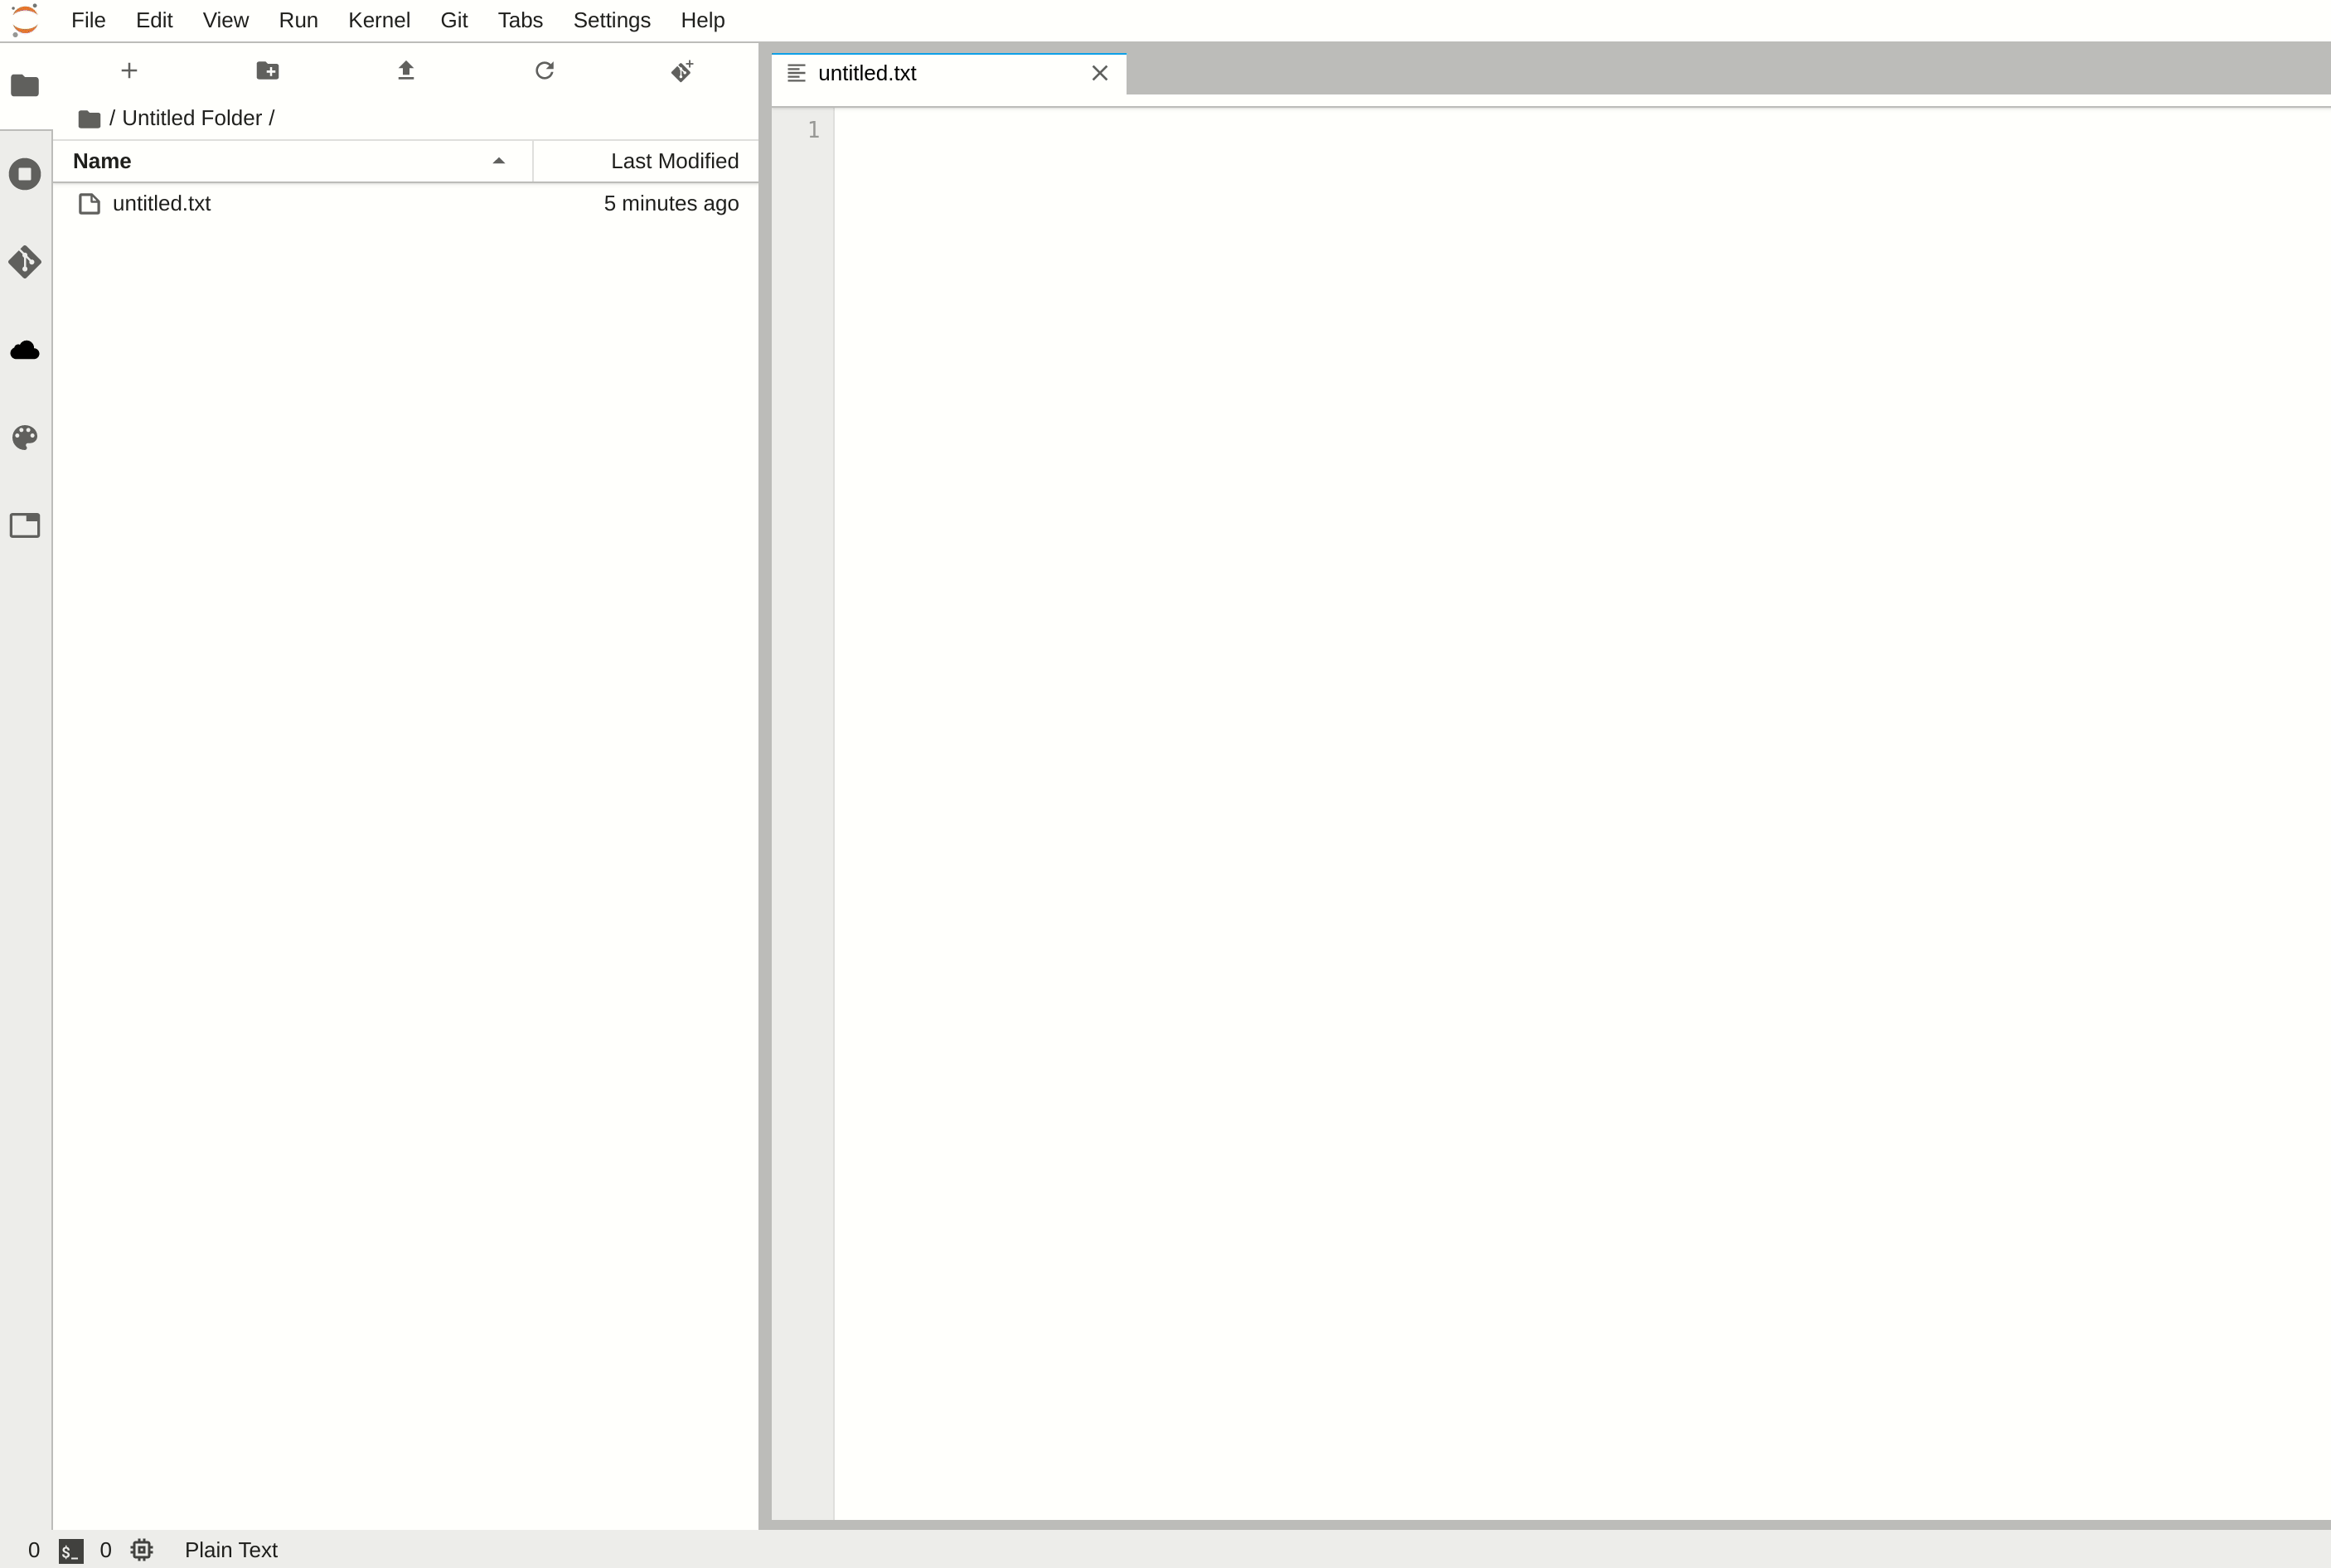 File Edit View Run Kernel Git Tabs Settings Help
untitled.txt
/ Untitled Folder /
1
Name Last Modified
untitled.txt 5 minutes ago
0 $_ 0 Plain Text